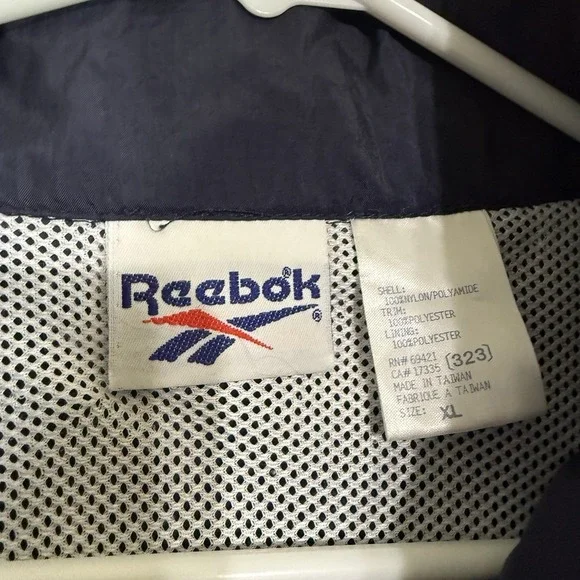 Reebok®
®
SHELL:
100%NYLON/POLYAMIDE
TRIM:
100%POLYESTER
LINING:
100%POLYESTER
RN# 69421 [323]
CA# 17335
MADE IN TAIWAN
FABRIQUE A TAIWAN
SIZE: XL